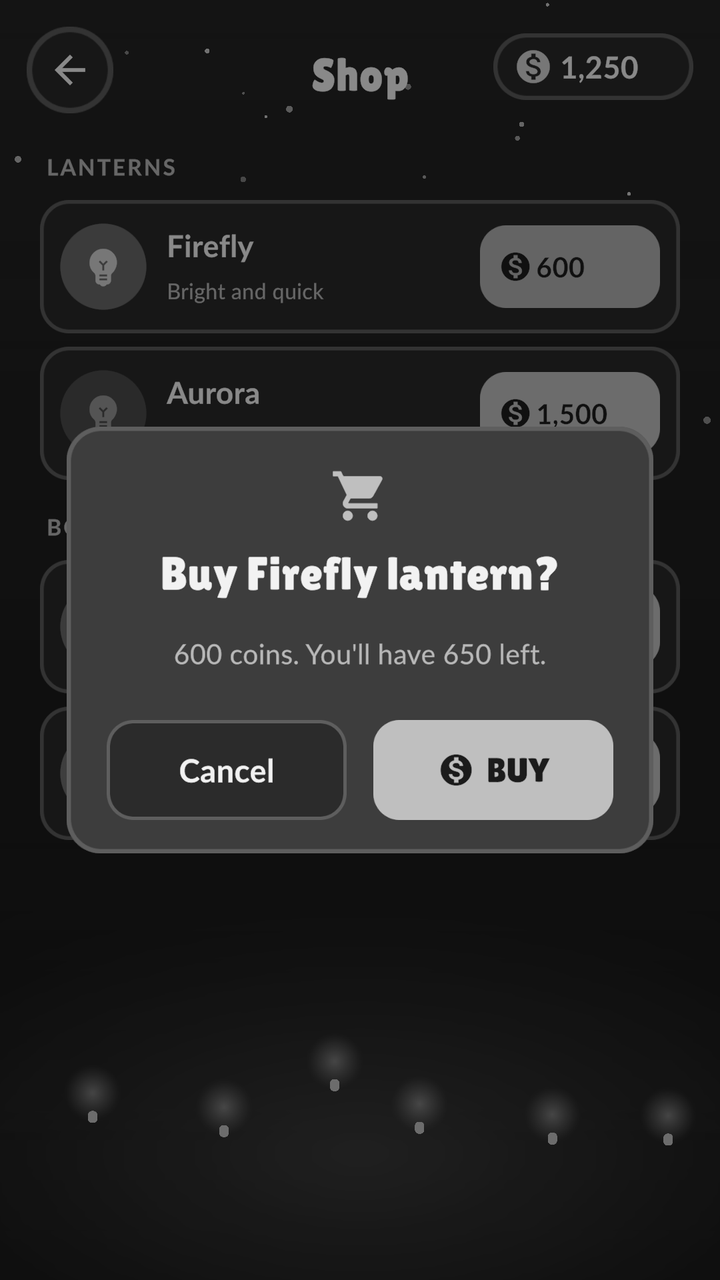 Shop
1,250
LANTERNS
Firefly
Bright and quick
600
Aurora
1,500
Buy Firefly lantern?
600 coins. You'll have 650 left.
Cancel
BUY